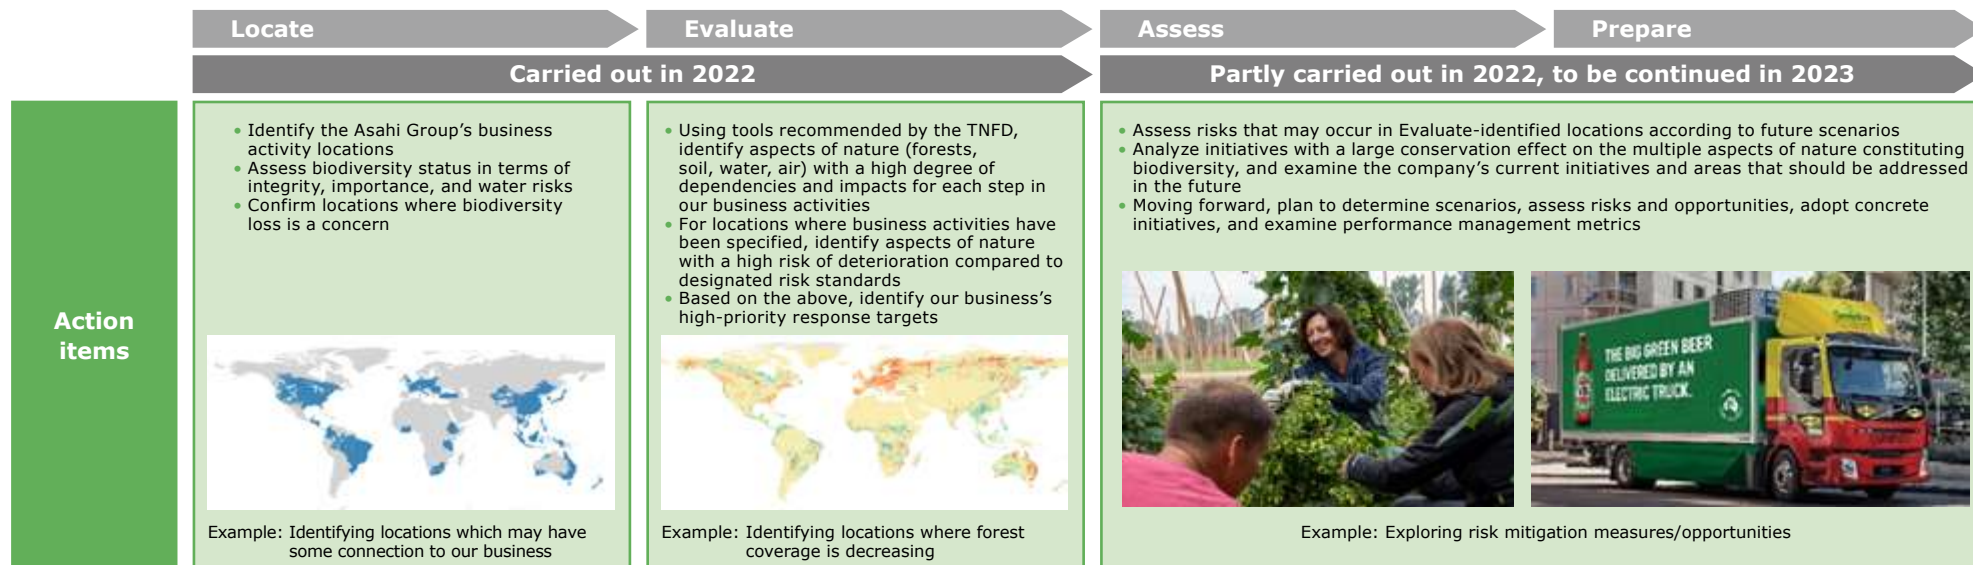 Locate
Evaluate
Assess
Prepare
Carried out in 2022
Partly carried out in 2022, to be continued in 2023
Action
items
• Identify the Asahi Group’s business
activity locations
• Assess biodiversity status in terms of
integrity, importance, and water risks
• Confirm locations where biodiversity
loss is a concern
Example: Identifying locations which may have
some connection to our business
• Using tools recommended by the TNFD,
identify aspects of nature (forests,
soil, water, air) with a high degree of
dependencies and impacts for each step in
our business activities
• For locations where business activities have
been specified, identify aspects of nature
with a high risk of deterioration compared to
designated risk standards
• Based on the above, identify our business’s
high-priority response targets
Example: Identifying locations where forest
coverage is decreasing
• Assess risks that may occur in Evaluate-identified locations according to future scenarios
• Analyze initiatives with a large conservation effect on the multiple aspects of nature constituting
biodiversity, and examine the company’s current initiatives and areas that should be addressed
in the future
• Moving forward, plan to determine scenarios, assess risks and opportunities, adopt concrete
initiatives, and examine performance management metrics
THE BIG GREEN BEER
DELIVERED BY AN
ELECTRIC TRUCK.
Example: Exploring risk mitigation measures/opportunities